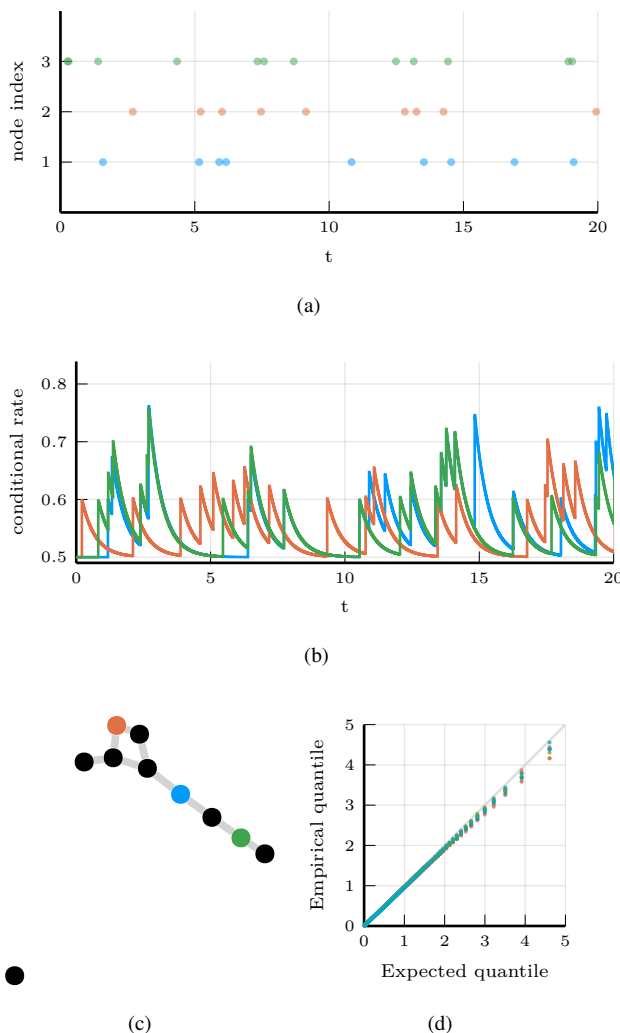 3
2
1
node index
0 5 10 15 20
t
(a)
0.8
0.7
0.6
0.5
conditional rate
0 5 10 15 20
t
(b)
5
4
3
2
1
0
Empirical quantile
0 1 2 3 4 5
Expected quantile
(c) (d)